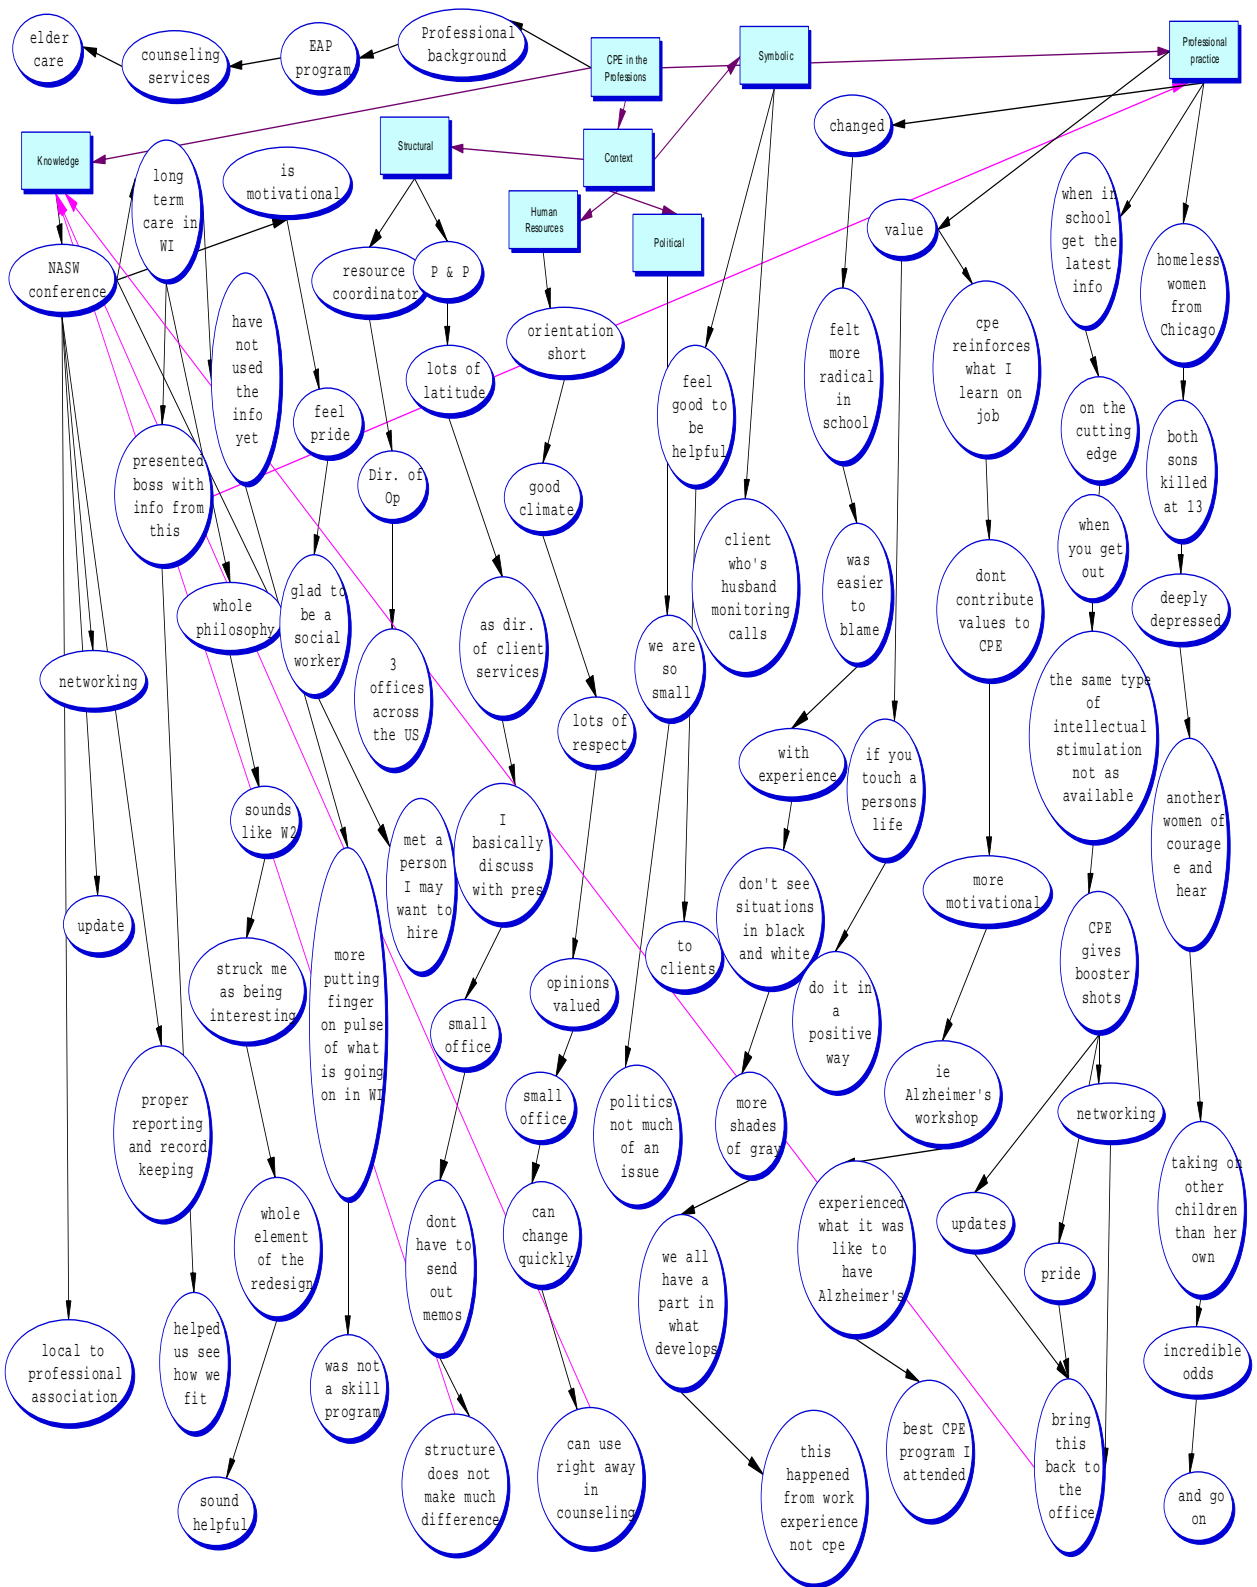 elder
care
counseling
services
EAP
program
Professional
background
CPE in the
Professions
Symbolic
Professional
practice
Knowledge
long
term
care in
WI
is
motivational
Structural
Context
Human
Resources
Political
changed
value
when in
school
get the
latest
info
homeless
women
from
Chicago
NASW
conference
resource
coordinator
P & P
have
not
used
the
info
yet
orientation
short
lots of
latitude
feel
good to
be
helpful
felt
more
radical
in
school
cpe
reinforces
what I
learn on
job
on the
cutting
edge
both
sons
killed
at 13
feel
pride
presented
boss with
info from
this
Dir. of
Op
good
climate
client
who's
husband
monitoring
calls
was
easier
to
blame
when
you get
out
dont
contribute
values to
CPE
deeply
depressed
whole
philosophy
glad to
be a
social
worker
as dir.
of client
services
we are
so
small
networking
3
offices
across
the US
lots of
respect
with
experience
if you
touch a
persons
life
the same type
of
intellectual
stimulation
not as
available
another
women of
courage
e and
hear
sounds
like W2
met a
person
I may
want to
hire
I
basically
discuss
with pres
don't see
situations
in black
and white
more
motivational
update
more
putting
finger
on pulse
of what
is going
on in WI
to
clients
CPE
gives
booster
shots
struck me
as being
interesting
small
office
opinions
valued
do it in
a
positive
way
proper
reporting
and record
keeping
small
office
politics
not much
of an
issue
more
shades
of gray
ie
Alzheimer's
workshop
networking
taking on
other
children
than her
own
whole
element
of the
redesign
dont
have to
send
out
memos
can
change
quickly
we all
have a
part in
what
develops
experienced
what it was
like to
have
Alzheimer's
updates
pride
local to
professional
association
helped
us see
how we
fit
was not
a skill
program
incredible
odds
sound
helpful
structure
does not
make much
difference
can use
right away
in
counseling
this
happened
from work
experience
not cpe
best CPE
program I
attended
bring
this
back to
the
office
and go
on